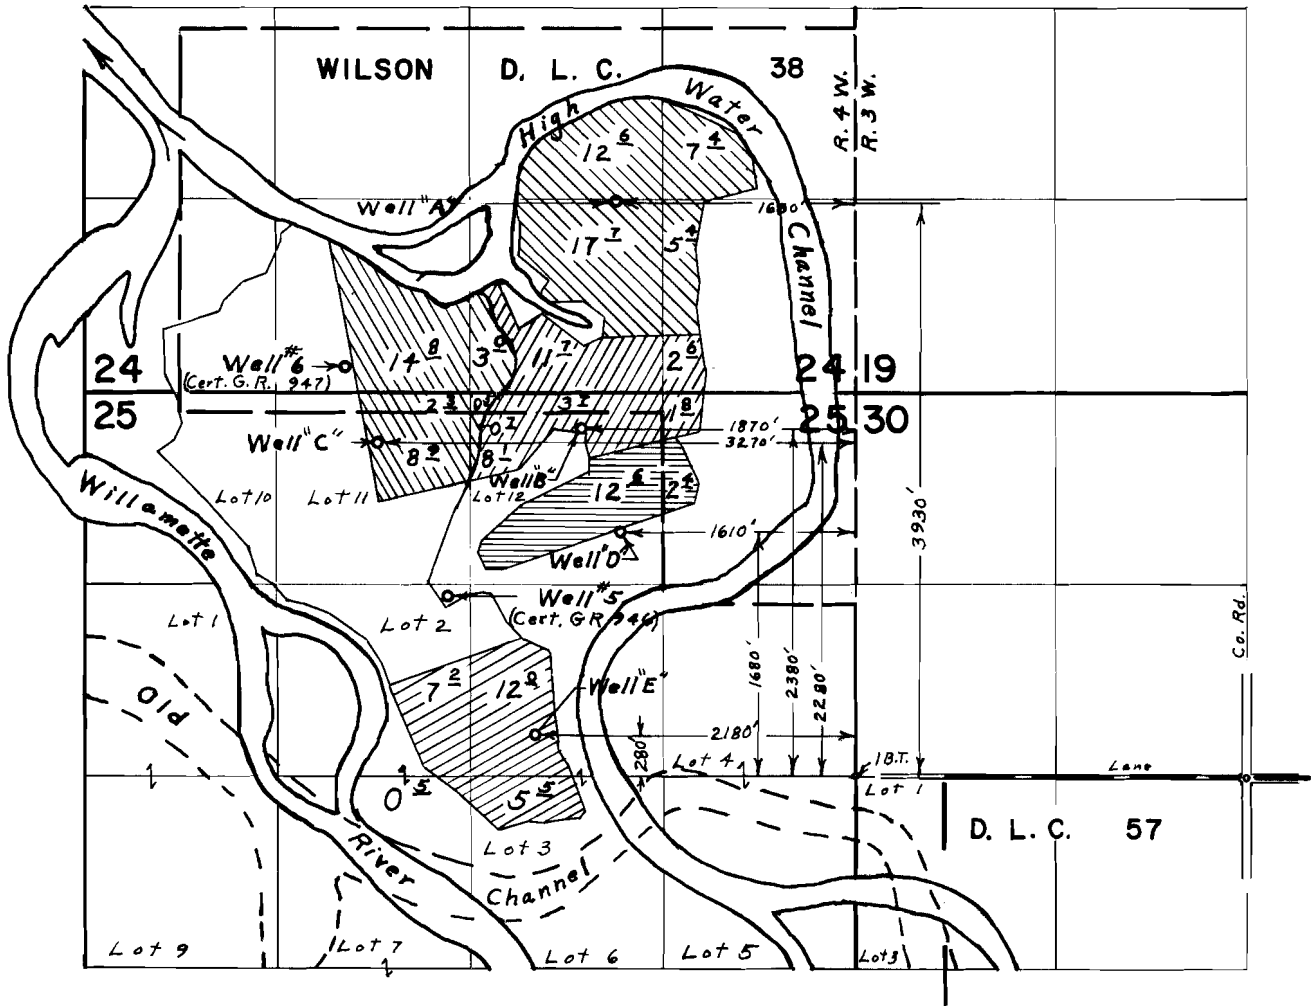 WILSON D. L. C. 38
High Water Channel
R. 4 W.
R. 3 W.
12 6
7 4
Well "A"
1680'
17 7
5 4
24
Well #6
(Cert. G. R. 947)
14 8
3
11 7
2 6
24 19
25
2
3
1 8
25 30
Well "C"
1870'
3270'
8
8 1
Well "B"
Lot 10
Lot 11
Lot 12
12 6
2 4
3930'
Willamette
1610'
Well "D"
Well #5
(Cert. G R 946)
Lot 1
Lot 2
Co. Rd.
1680'
2380'
2280'
7 2
12
Well "E"
Old
2180'
280'
Lot 4
1 B.T.
Lane
Lot 1
0 5
5 5
D. L. C. 57
River
Lot 3
Channel
Lot 9
Lot 7
Lot 6
Lot 5
Lot 3